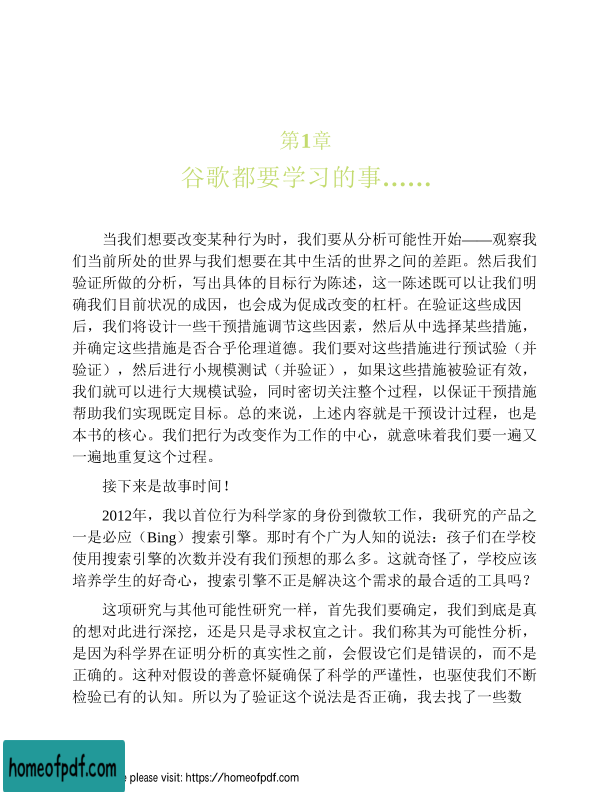 第1章
谷歌都要学习的事……
当我们想要改变某种行为时，我们要从分析可能性开始——观察我
们当前所处的世界与我们想要在其中生活的世界之间的差距。然后我们
验证所做的分析，写出具体的目标行为陈述，这一陈述既可以让我们明
确我们目前状况的成因，也会成为促成改变的杠杆。在验证这些成因
后，我们将设计一些干预措施调节这些因素，然后从中选择某些措施，
并确定这些措施是否合乎伦理道德。我们要对这些措施进行预试验（并
验证），然后进行小规模测试（并验证），如果这些措施被验证有效，
我们就可以进行大规模试验，同时密切关注整个过程，以保证干预措施
帮助我们实现既定目标。总的来说，上述内容就是干预设计过程，也是
本书的核心。我们把行为改变作为工作的中心，就意味着我们要一遍又
一遍地重复这个过程。
接下来是故事时间！
2012年，我以首位行为科学家的身份到微软工作，我研究的产品之
一是必应（Bing）搜索引擎。那时有个广为人知的说法：孩子们在学校
使用搜索引擎的次数并没有我们预想的那么多。这就奇怪了，学校应该
培养学生的好奇心，搜索引擎不正是解决这个需求的最合适的工具吗？
这项研究与其他可能性研究一样，首先我们要确定，我们到底是真
的想对此进行深挖，还是只是寻求权宜之计。我们称其为可能性分析，
是因为科学界在证明分析的真实性之前，会假设它们是错误的，而不是
正确的。这种对假设的善意怀疑确保了科学的严谨性，也驱使我们不断
检验已有的认知。所以为了验证这个说法是否正确，我去找了一些数
homeofpdf.com
e please visit: https://homeofpdf.com